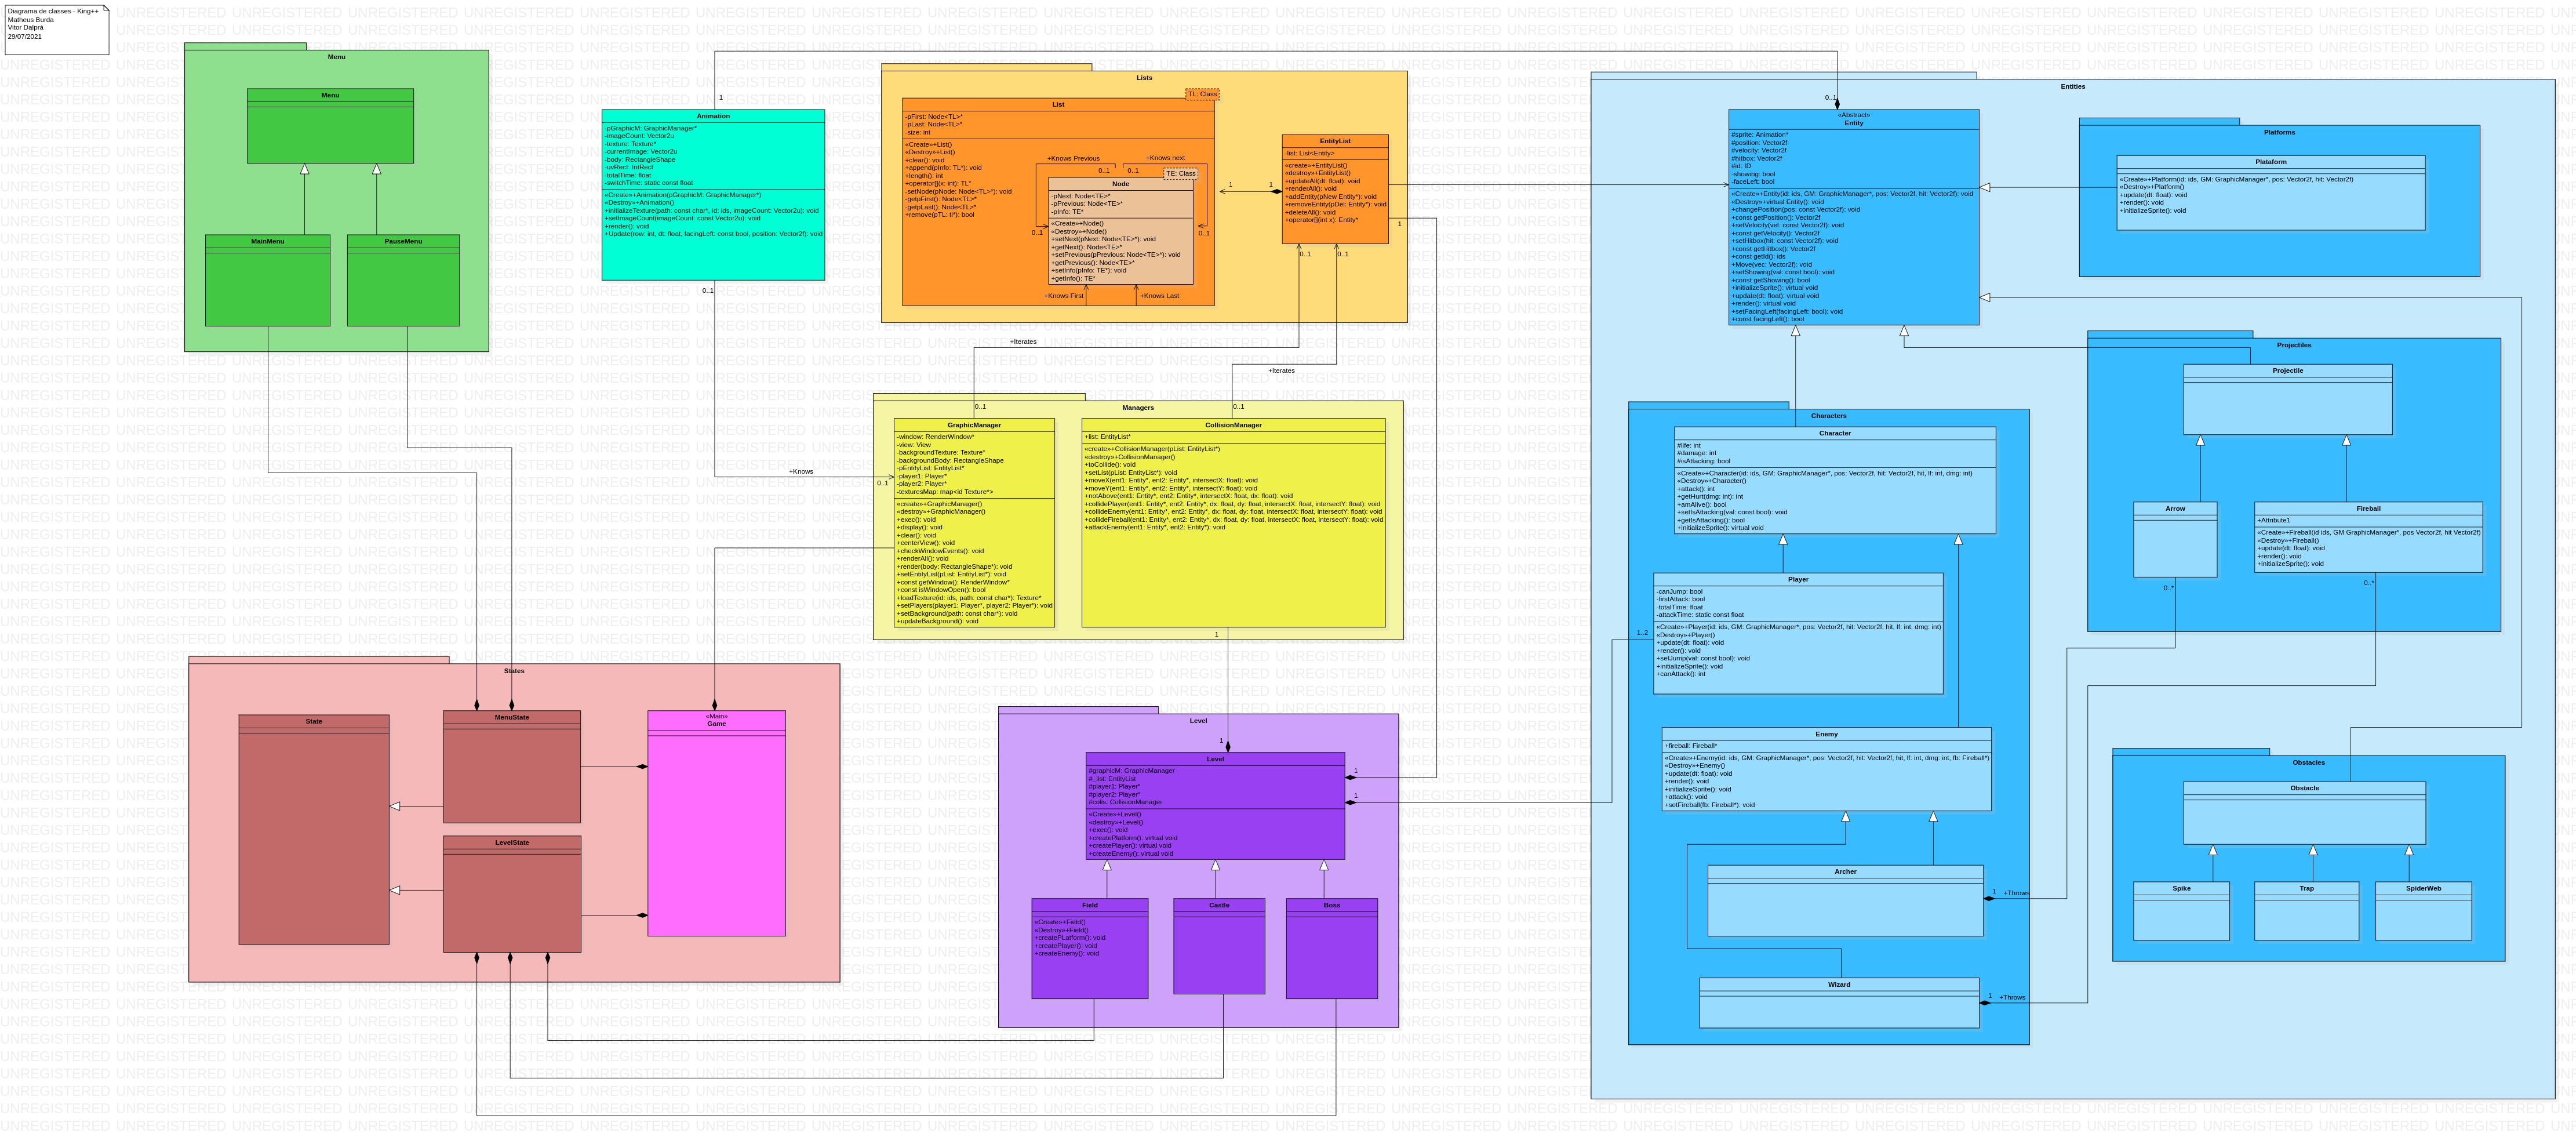 Diagrama de classes - King++
Matheus Burda
Vitor Dalprá
29/07/2021
Menu
Menu
MainMenu
PauseMenu
Animation
-pGraphicM: GraphicManager*
-imageCount: Vector2u
-texture: Texture*
-currentImage: Vector2u
-body: RectangleShape
-uvRect: IntRect
-totalTime: float
-switchTime: static const float
«Create»+Animation(pGraphicM: GraphicManager*)
«Destroy»+Animation()
+initializeTexture(path: const char*, id: ids, imageCount: Vector2u): void
+setImageCount(imageCount: const Vector2u): void
+render(): void
+Update(row: int, dt: float, facingLeft: const bool, position: Vector2f): void
1
0..1
+Knows
0..1
Lists
List
TL: Class
-pFirst: Node<TL>*
-pLast: Node<TL>*
-size: int
«Create»+List()
«Destroy»+List()
+clear(): void
+append(pTL: TL*): void
+length(): int
+operator[](x: int): TL*
-setNode(pNode: Node<TL>*): void
-getpFirst(): Node<TL>*
-getpLast(): Node<TL>*
+remove(pTL: tl*): bool
+Knows Previous
+Knows next
0..1
0..1
TE: Class
Node
-pNext: Node<TE>*
-pPrevious: Node<TE>*
-pInfo: TE*
«Create»+Node()
«Destroy»+Node()
+setNext(pNext: Node<TE>*): void
+getNext(): Node<TE>*
+setPrevious(pPrevious: Node<TE>*): void
+getPrevious(): Node<TE>*
+setInfo(pInfo: TE*): void
+getInfo(): TE*
0..1
0..1
+Knows First
+Knows Last
1
1
EntityList
-list: List<Entity>
«create»+EntityList()
«destroy»+EntityList()
+updateAll(dt: float): void
+renderAll(): void
+addEntity(pNew Entity*): void
+removeEntity(pDel: Entity*): void
+deleteAll(): void
+operator[](int x): Entity*
0..1
0..1
1
+Iterates
+Iterates
0..1
0..1
Managers
GraphicManager
-window: RenderWindow*
-view: View
-backgroundTexture: Texture*
-backgroundBody: RectangleShape
-pEntityList: EntityList*
-player1: Player*
-player2: Player*
-texturesMap: map<id Texture*>
«create»+GraphicManager()
«destroy»+GraphicManager()
+exec(): void
+display(): void
+clear(): void
+centerView(): void
+checkWindowEvents(): void
+renderAll(): void
+render(body: RectangleShape*): void
+setEntityList(pList: EntityList*): void
+const getWindow(): RenderWindow*
+const isWindowOpen(): bool
+loadTexture(id: ids, path: const char*): Texture*
+setPlayers(player1: Player*, player2: Player*): void
+setBackground(path: const char*): void
+updateBackground(): void
CollisionManager
+list: EntityList*
«create»+CollisionManager(pList: EntityList*)
«destroy»+CollisionManager()
+toCollide(): void
+setList(pList: EntityList*): void
+moveX(ent1: Entity*, ent2: Entity*, intersectX: float): void
+moveY(ent1: Entity*, ent2: Entity*, intersectY: float): void
+notAbove(ent1: Entity*, ent2: Entity*, intersectX: float, dx: float): void
+collidePlayer(ent1: Entity*, ent2: Entity*, dx: float, dy: float, intersectX: float, intersectY: float): void
+collideEnemy(ent1: Entity*, ent2: Entity*, dx: float, dy: float, intersectX: float, intersectY: float): void
+collideFireball(ent1: Entity*, ent2: Entity*, dx: float, dy: float, intersectX: float, intersectY: float): void
+attackEnemy(ent1: Entity*, ent2: Entity*): void
1
States
State
MenuState
LevelState
«Main»
Game
Level
1
Level
#graphicM: GraphicManager
#_list: EntityList
#player1: Player*
#player2: Player*
#colis: CollisionManager
«Create»+Level()
«destroy»+Level()
+exec(): void
+createPlatform(): virtual void
+createPlayer(): virtual void
+createEnemy(): virtual void
1
1
Field
«Create»+Field()
«Destroy»+Field()
+createPLatform(): void
+createPlayer(): void
+createEnemy(): void
Castle
Boss
Entities
0..1
«Abstract»
Entity
#sprite: Animation*
#position: Vector2f
#velocity: Vector2f
#hitbox: Vector2f
#id: ID
-showing: bool
-faceLeft: bool
«Create»+Entity(id: ids, GM: GraphicManager*, pos: Vector2f, hit: Vector2f): void
«Destroy»+virtual Entity(): void
+changePosition(pos: const Vector2f): void
+const getPosition(): Vector2f
+setVelocity(vel: const Vector2f): void
+const getVelocity(): Vector2f
+setHitbox(hit: const Vector2f): void
+const getHitbox(): Vector2f
+const getId(): ids
+Move(vec: Vector2f): void
+setShowing(val: const bool): void
+const getShowing(): bool
+initializeSprite(): virtual void
+update(dt: float): virtual void
+render(): virtual void
+setFacingLeft(facingLeft: bool): void
+const facingLeft(): bool
Platforms
Plataform
«Create»+Platform(id: ids, GM: GraphicManager*, pos: Vector2f, hit: Vector2f)
«Destroy»+Platform()
+update(dt: float): void
+render(): void
+initializeSprite(): void
Projectiles
Projectile
Arrow
Fireball
+Attribute1
«Create»+Fireball(id ids, GM GraphicManager*, pos Vector2f, hit Vector2f)
«Destroy»+Fireball()
+update(dt: float): void
+render(): void
+initializeSprite(): void
0..*
0..*
Characters
Character
#life: int
#damage: int
#isAttacking: bool
«Create»+Character(id: ids, GM: GraphicManager*, pos: Vector2f, hit: Vector2f, hit, lf: int, dmg: int)
«Destroy»+Character()
+attack(): int
+getHurt(dmg: int): int
+amAlive(): bool
+setIsAttacking(val: const bool): void
+getIsAttacking(): bool
+initializeSprite(): virtual void
Player
-canJump: bool
-firstAttack: bool
-totalTime: float
-attackTime: static const float
«Create»+Player(id: ids, GM: GraphicManager*, pos: Vector2f, hit: Vector2f, hit, lf: int, dmg: int)
«Destroy»+Player()
+update(dt: float): void
+render(): void
+setJump(val: const bool): void
+initializeSprite(): void
+canAttack(): int
1..2
Enemy
+fireball: Fireball*
«Create»+Enemy(id: ids, GM: GraphicManager*, pos: Vector2f, hit: Vector2f, hit, lf: int, dmg: int, fb: Fireball*)
«Destroy»+Enemy()
+update(dt: float): void
+render(): void
+initializeSprite(): void
+attack(): void
+setFireball(fb: Fireball*): void
Archer
1
+Throws
Wizard
1
+Throws
Obstacles
Obstacle
Spike
Trap
SpiderWeb